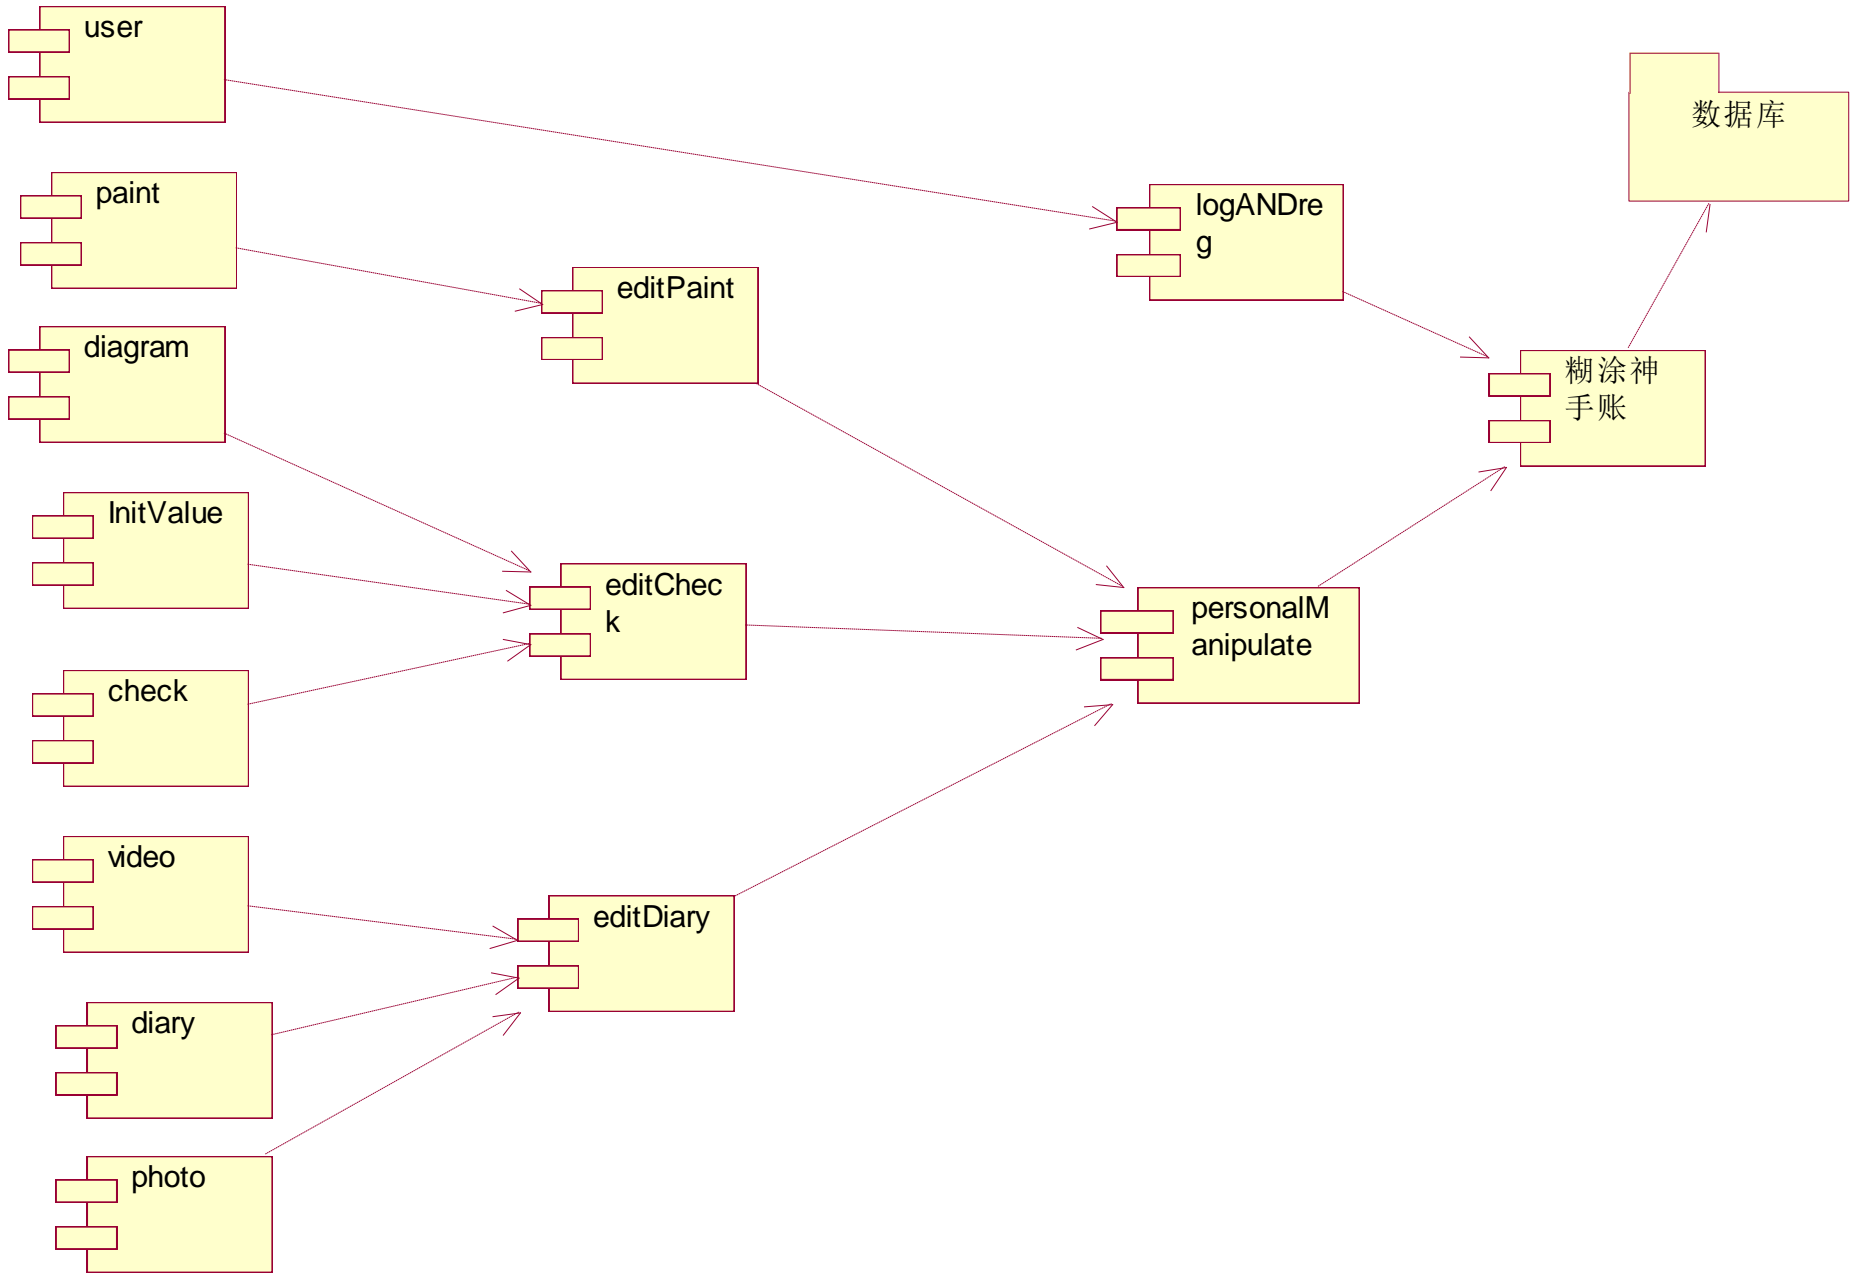 user
paint
diagram
InitValue
check
video
diary
photo
editPaint
editChec
k
editDiary
logANDre
g
personalM
anipulate
糊涂神
手账
数据库